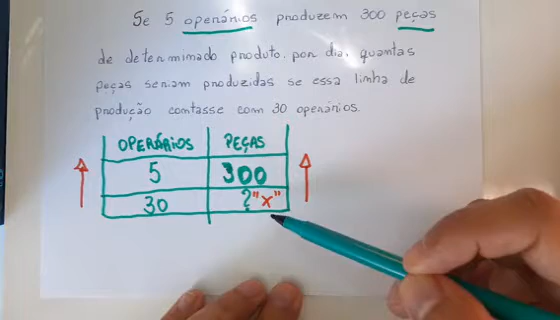 Se 5 operários produzem 300 peças
de determinado produto, por dia, quantas
peças seriam produzidas se essa linha de
produção contasse com 30 operários.
OPERÁRIOS PEÇAS
5 300
30 ? "x"